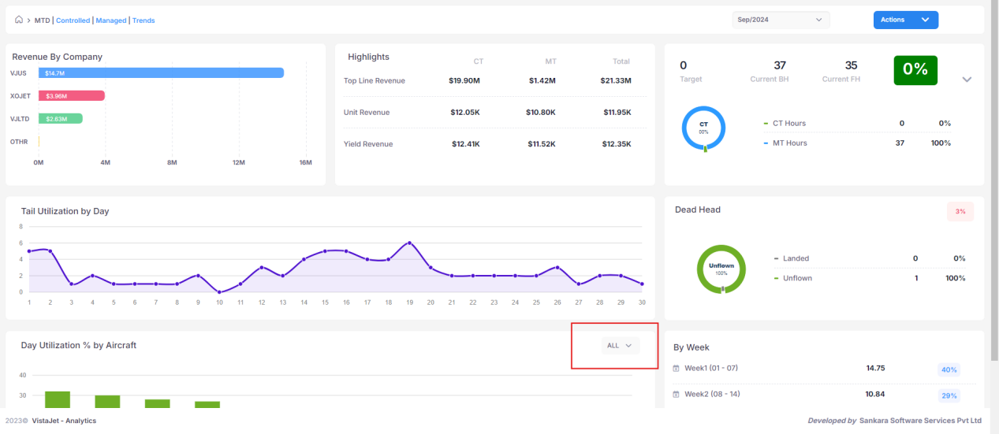 > MTD | Controlled | Managed | Trends
Sep/2024
Actions
Revenue By Company
VJUS $14.7M
XOJET $3.96M
VJLTD $2.63M
OTHR
0M 4M 8M 12M 16M
Highlights CT MT Total
Top Line Revenue $19.90M $1.42M $21.33M
Unit Revenue $12.05K $10.80K $11.95K
Yield Revenue $12.41K $11.52K $12.35K
0 37 35 0%
Target Current BH Current FH
CT
00%
- CT Hours 0 0%
- MT Hours 37 100%
Tail Utilization by Day
8
6
4
2
0
1 2 3 4 5 6 7 8 9 10 11 12 13 14 15 16 17 18 19 20 21 22 23 24 25 26 27 28 29 30
Dead Head 3%
Unflown
100%
- Landed 0 0%
- Unflown 1 100%
Day Utilization % by Aircraft ALL
40
30
By Week
Week1 (01 - 07) 14.75 40%
Week2 (08 - 14) 10.84 29%
2023© VistaJet - Analytics
Developed by Sankara Software Services Pvt Ltd